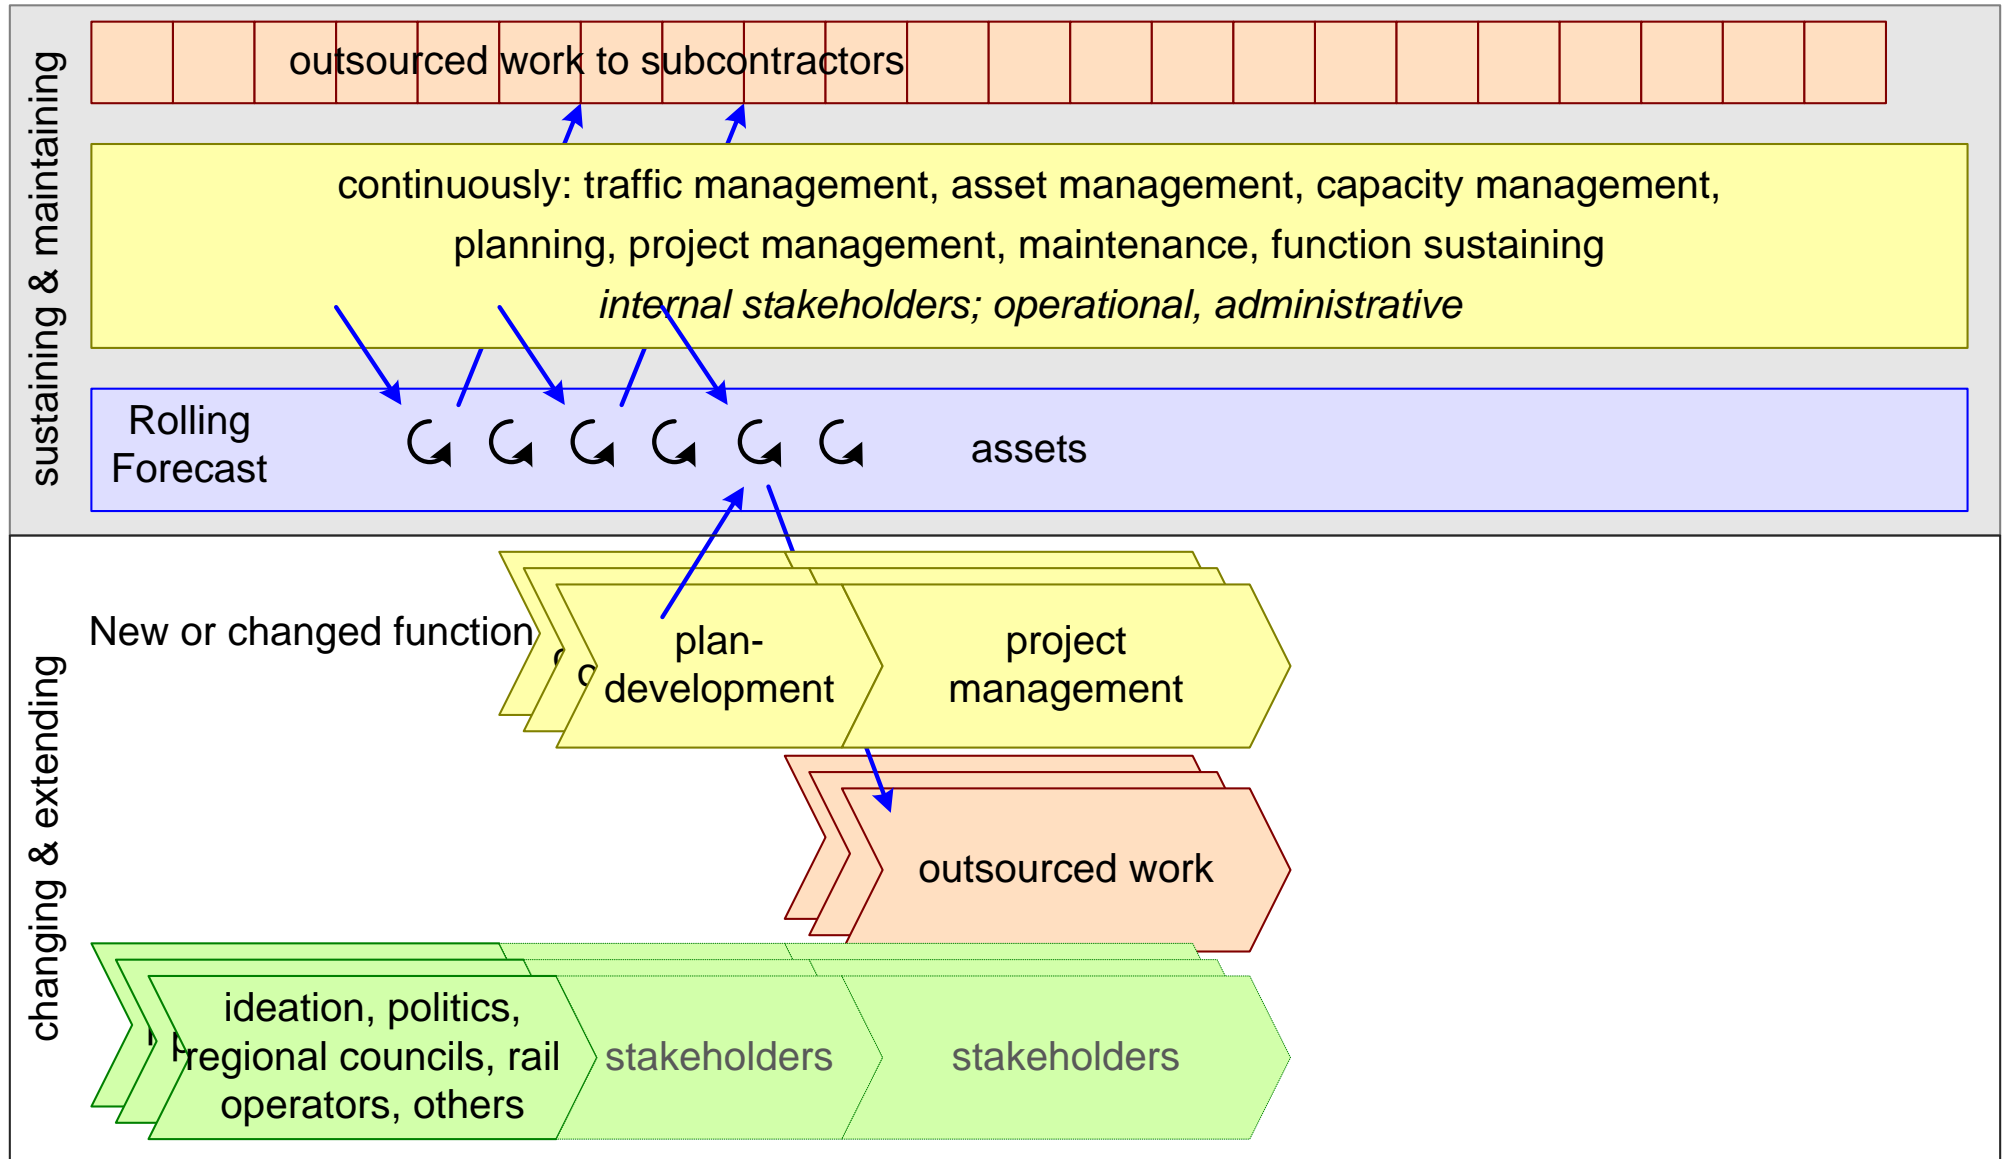 sustaining & maintaining
outsourced work to subcontractors
continuously: traffic management, asset management, capacity management,
planning, project management, maintenance, function sustaining
internal stakeholders; operational, administrative
Rolling
Forecast
assets
changing & extending
New or changed function
plan-
development
project
management
outsourced work
ideation, politics,
regional councils, rail
operators, others
stakeholders
stakeholders